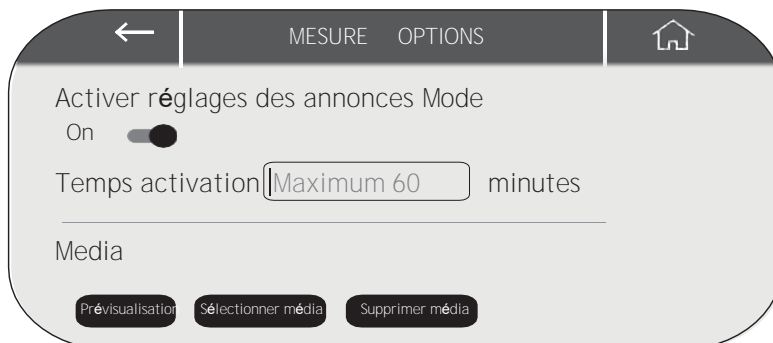 MESURE OPTIONS
Activer réglages des annonces Mode
On
Temps activation Maximum 60 minutes
Media
Prévisualisation Sélectionner média Supprimer média